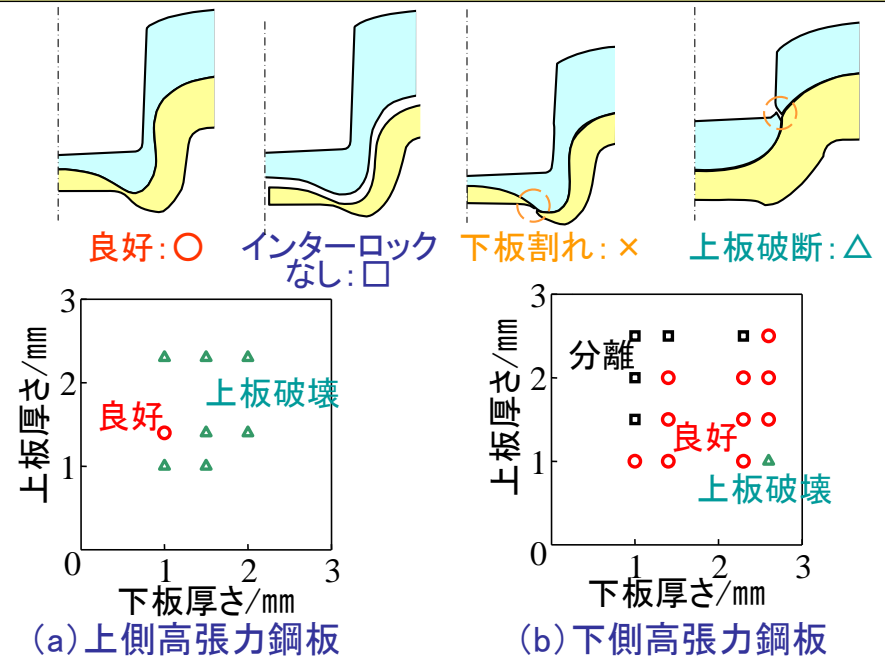 良好:○
インターロック
なし:□
下板割れ:×
上板破断:△
3
2
1
0
1
2
3
上板厚さ/mm
下板厚さ/mm
良好
上板破壊
(a)上側高張力鋼板
3
2
1
0
1
2
3
上板厚さ/mm
下板厚さ/mm
分離
良好
上板破壊
(b)下側高張力鋼板